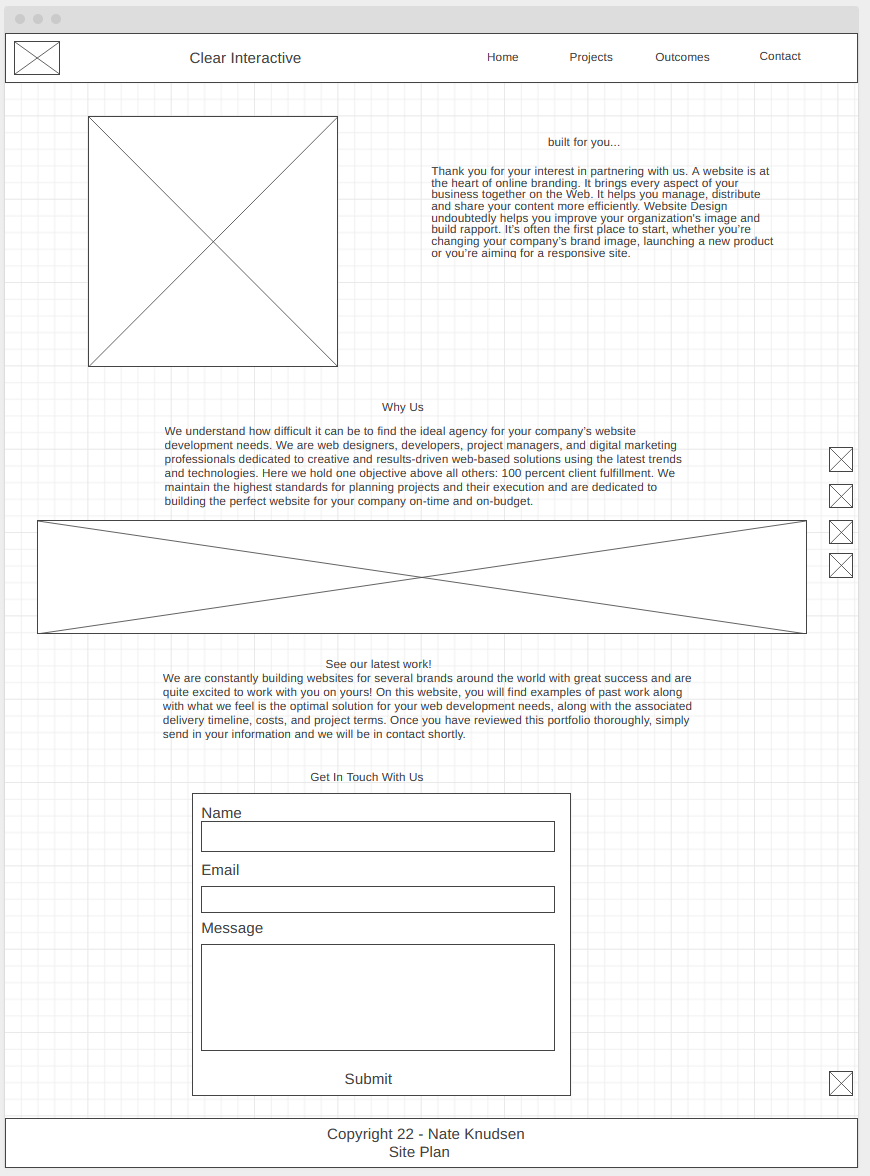 Clear Interactive
Home
Projects
Outcomes
Contact
built for you...
Thank you for your interest in partnering with us. A website is at
the heart of online branding. It brings every aspect of your
business together on the Web. It helps you manage, distribute
and share your content more efficiently. Website Design
undoubtedly helps you improve your organization's image and
build rapport. It’s often the first place to start, whether you’re
changing your company’s brand image, launching a new product
or you’re aiming for a responsive site.
Why Us
We understand how difficult it can be to find the ideal agency for your company’s website
development needs. We are web designers, developers, project managers, and digital marketing
professionals dedicated to creative and results-driven web-based solutions using the latest trends
and technologies. Here we hold one objective above all others: 100 percent client fulfillment. We
maintain the highest standards for planning projects and their execution and are dedicated to
building the perfect website for your company on-time and on-budget.
See our latest work!
We are constantly building websites for several brands around the world with great success and are
quite excited to work with you on yours! On this website, you will find examples of past work along
with what we feel is the optimal solution for your web development needs, along with the associated
delivery timeline, costs, and project terms. Once you have reviewed this portfolio thoroughly, simply
send in your information and we will be in contact shortly.
Get In Touch With Us
Name
Email
Message
Submit
Copyright 22 - Nate Knudsen
Site Plan